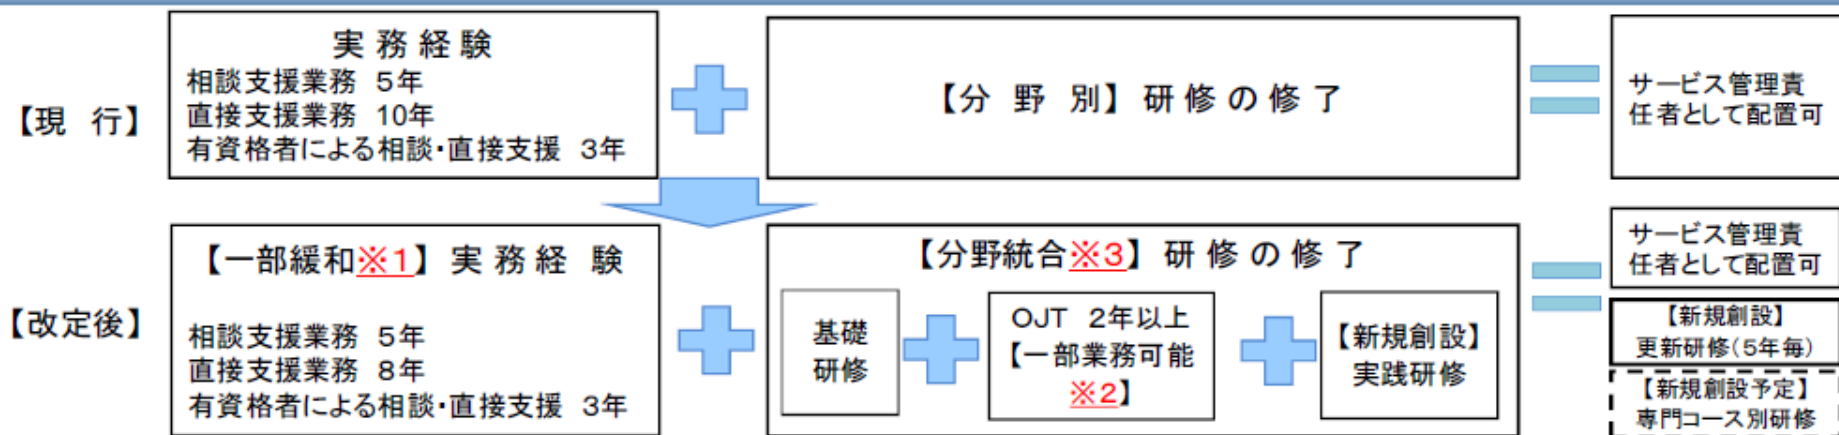 【現 行】
実 務 経 験
相談支援業務 5年
直接支援業務 10年
有資格者による相談・直接支援 3年
【分 野 別】 研 修 の 修 了
サービス管理責
任者として配置可
【改定後】
【一部緩和※1】 実 務 経 験
相談支援業務 5年
直接支援業務 8年
有資格者による相談・直接支援 3年
【分野統合※3】 研 修 の 修 了
基礎
研修
OJT 2年以上
【一部業務可能
※2】
【新規創設】
実践研修
サービス管理責
任者として配置可
【新規創設】
更新研修(5年毎)
【新規創設予定】
専門コース別研修